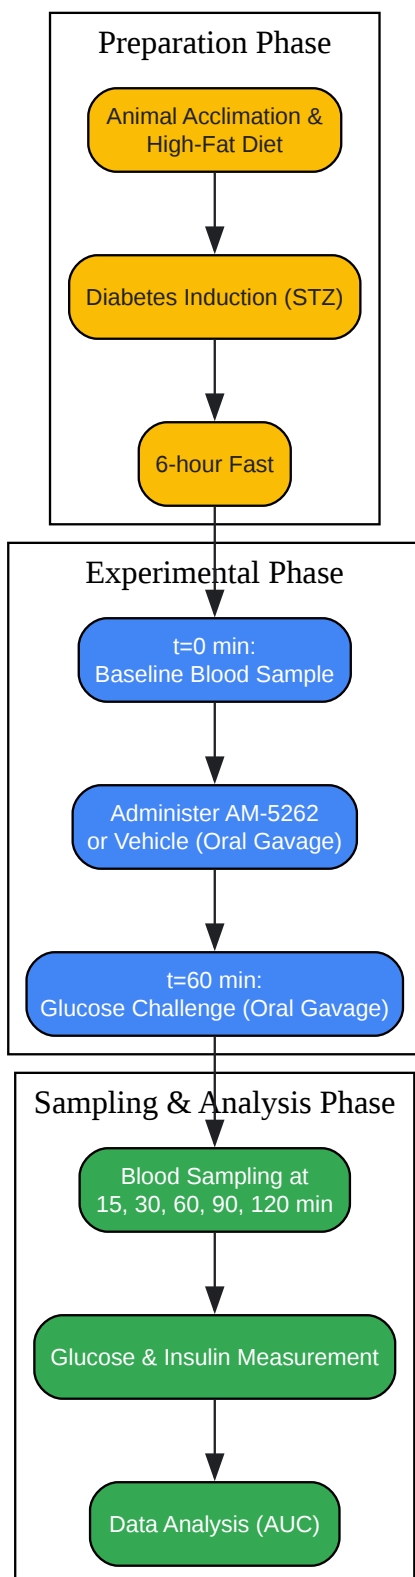 Preparation Phase
Animal Acclimation &
High-Fat Diet
Diabetes Induction (STZ)
6-hour Fast
Experimental Phase
t=0 min:
Baseline Blood Sample
Administer AM-5262
or Vehicle (Oral Gavage)
t=60 min:
Glucose Challenge (Oral Gavage)
Sampling & Analysis Phase
Blood Sampling at
15, 30, 60, 90, 120 min
Glucose & Insulin Measurement
Data Analysis (AUC)